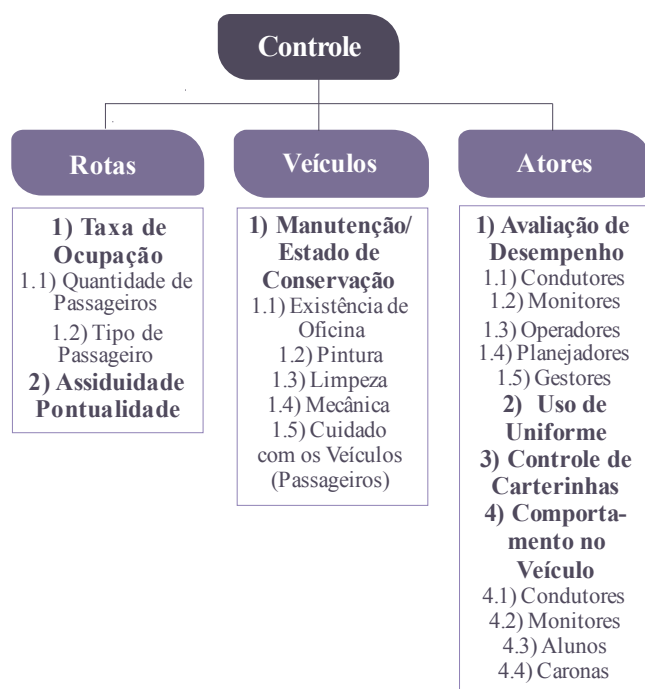 Controle
Rotas
1) Taxa de
Ocupação
1.1) Quantidade de
Passageiros
1.2) Tipo de
Passageiro
2) Assiduidade
Pontualidade
Veículos
1) Manutenção/
Estado de
Conservação
1.1) Existência de
Oficina
1.2) Pintura
1.3) Limpeza
1.4) Mecânica
1.5) Cuidado
com os Veículos
(Passageiros)
Atores
1) Avaliação de
Desempenho
1.1) Condutores
1.2) Monitores
1.3) Operadores
1.4) Planejadores
1.5) Gestores
2) Uso de
Uniforme
3) Controle de
Carterinhas
4) Comporta-
mento no
Veículo
4.1) Condutores
4.2) Monitores
4.3) Alunos
4.4) Caronas